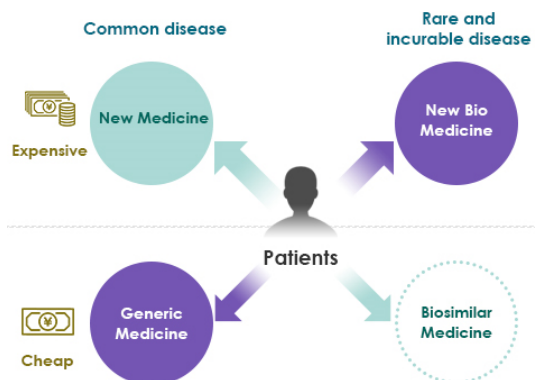 Common disease
Rare and
incurable disease
¥
Expensive
New Medicine
New Bio
Medicine
Patients
¥
Cheap
Generic
Medicine
Biosimilar
Medicine